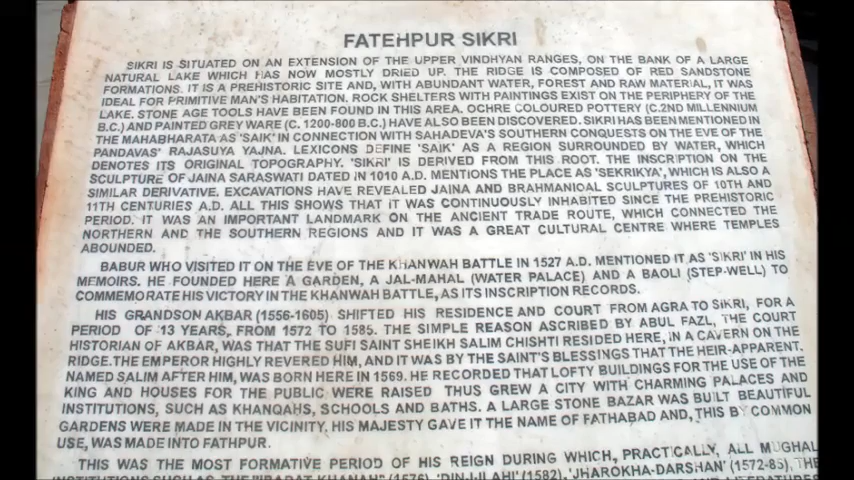 FATEHPUR SIKRI
SIKRI IS SITUATED ON AN EXTENSION OF THE UPPER VINDHYAN RANGES, ON THE BANK OF A LARGE
NATURAL LAKE WHICH HAS NOW MOSTLY DRIED UP. THE RIDGE IS COMPOSED OF RED SANDSTONE
FORMATIONS. IT IS A PREHISTORIC SITE AND, WITH ABUNDANT WATER, FOREST AND RAW MATERIAL, IT WAS
IDEAL FOR PRIMITIVE MAN'S HABITATION. ROCK SHELTERS WITH PAINTINGS EXIST ON THE PERIPHERY OF THE
LAKE. STONE AGE TOOLS HAVE BEEN FOUND IN THIS AREA. OCHRE COLOURED POTTERY (C.2ND MILLENNIUM
B.C.) AND PAINTED GREY WARE (C. 1200-800 B.C.) HAVE ALSO BEEN DISCOVERED. SIKRI HAS BEEN MENTIONED IN
THE MAHABHARATA AS 'SAIK' IN CONNECTION WITH SAHADEVA'S SOUTHERN CONQUESTS ON THE EVE OF THE
PANDAVAS' RAJASUYA YAJNA. LEXICONS DEFINE 'SAIK' AS A REGION SURROUNDED BY WATER, WHICH
DENOTES ITS ORIGINAL TOPOGRAPHY. 'SIKRI' IS DERIVED FROM THIS ROOT. THE INSCRIPTION ON THE
SCULPTURE OF JAINA SARASWATI DATED IN 1010 A.D. MENTIONS THE PLACE AS 'SEKRIKYA', WHICH IS ALSO A
SIMILAR DERIVATIVE. EXCAVATIONS HAVE REVEALED JAINA AND BRAHMANICAL SCULPTURES OF 10TH AND
11TH CENTURIES A.D. ALL THIS SHOWS THAT IT WAS CONTINUOUSLY INHABITED SINCE THE PREHISTORIC
PERIOD. IT WAS AN IMPORTANT LANDMARK ON THE ANCIENT TRADE ROUTE, WHICH CONNECTED THE
NORTHERN AND THE SOUTHERN REGIONS AND IT WAS A GREAT CULTURAL CENTRE WHERE TEMPLES
ABOUNDED.
BABUR WHO VISITED IT ON THE EVE OF THE KHANWAH BATTLE IN 1527 A.D. MENTIONED IT AS 'SIKRI' IN HIS
MEMOIRS. HE FOUNDED HERE A GARDEN, A JAL-MAHAL (WATER PALACE) AND A BAOLI (STEP-WELL) TO
COMMEMORATE HIS VICTORY IN THE KHANWAH BATTLE, AS ITS INSCRIPTION RECORDS.
HIS GRANDSON AKBAR (1556-1605) SHIFTED HIS RESIDENCE AND COURT FROM AGRA TO SIKRI, FOR A
PERIOD OF 13 YEARS, FROM 1572 TO 1585. THE SIMPLE REASON ASCRIBED BY ABUL FAZL, THE COURT
HISTORIAN OF AKBAR, WAS THAT THE SUFI SAINT SHEIKH SALIM CHISHTI RESIDED HERE, IN A CAVERN ON THE
RIDGE. THE EMPEROR HIGHLY REVERED HIM, AND IT WAS BY THE SAINT'S BLESSINGS THAT THE HEIR-APPARENT.
NAMED SALIM AFTER HIM, WAS BORN HERE IN 1569. HE RECORDED THAT LOFTY BUILDINGS FOR THE USE OF THE
KING AND HOUSES FOR THE PUBLIC WERE RAISED THUS GREW A CITY WITH CHARMING PALACES AND
INSTITUTIONS, SUCH AS KHANQAHS, SCHOOLS AND BATHS. A LARGE STONE BAZAR WAS BUILT BEAUTIFUL
GARDENS WERE MADE IN THE VICINITY. HIS MAJESTY GAVE IT THE NAME OF FATHABAD AND, THIS BY COMMON
USE, WAS MADE INTO FATHPUR.
THIS WAS THE MOST FORMATIVE PERIOD OF HIS REIGN DURING WHICH, PRACTICALLY, ALL MUGHAL
INSTITUTIONS SUCH AS THE "IBADAT KHANAH" (1576), 'DIN-I-ILAHI' (1582), 'JHAROKHA-DARSHAN' (1572-85), THE